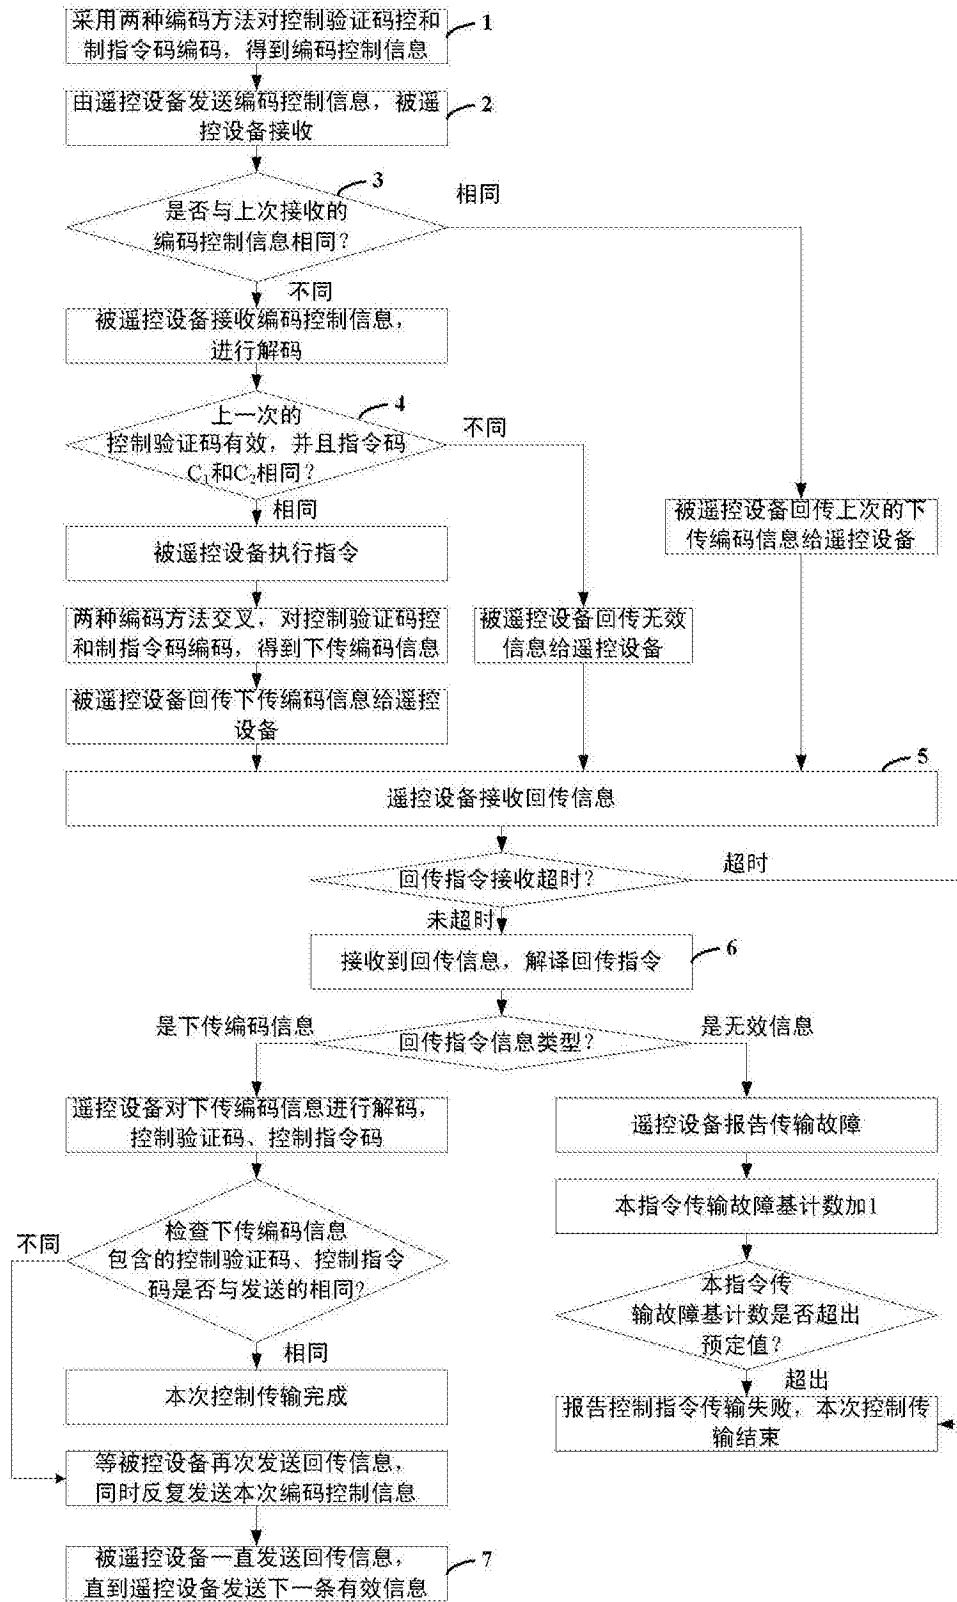 采用两种编码方法对控制验证码控和
制指令码编码，得到编码控制信息
1
由遥控设备发送编码控制信息，被遥
控设备接收
2
3
是否与上次接收的
编码控制信息相同？
相同
不同
被遥控设备接收编码控制信息，
进行解码
4
上一次的
控制验证码有效，并且指令码
C1和C2相同？
不同
相同
被遥控设备回传上次的下
传编码信息给遥控设备
被遥控设备执行指令
两种编码方法交叉，对控制验证码控
和制指令码编码，得到下传编码信息
被遥控设备回传无效
信息给遥控设备
被遥控设备回传下传编码信息给遥控
设备
5
遥控设备接收回传信息
回传指令接收超时？
超时
未超时
接收到回传信息，解译回传指令
6
是下传编码信息
回传指令信息类型？
是无效信息
遥控设备对下传编码信息进行解码，
控制验证码、控制指令码
遥控设备报告传输故障
本指令传输故障基计数加1
不同
检查下传编码信息
包含的控制验证码、控制指令
码是否与发送的相同？
本指令传
输故障基计数是否超出
预定值？
相同
超出
本次控制传输完成
报告控制指令传输失败，本次控制传
输结束
等被控设备再次发送回传信息，
同时反复发送本次编码控制信息
被遥控设备一直发送回传信息，
直到遥控设备发送下一条有效信息
7